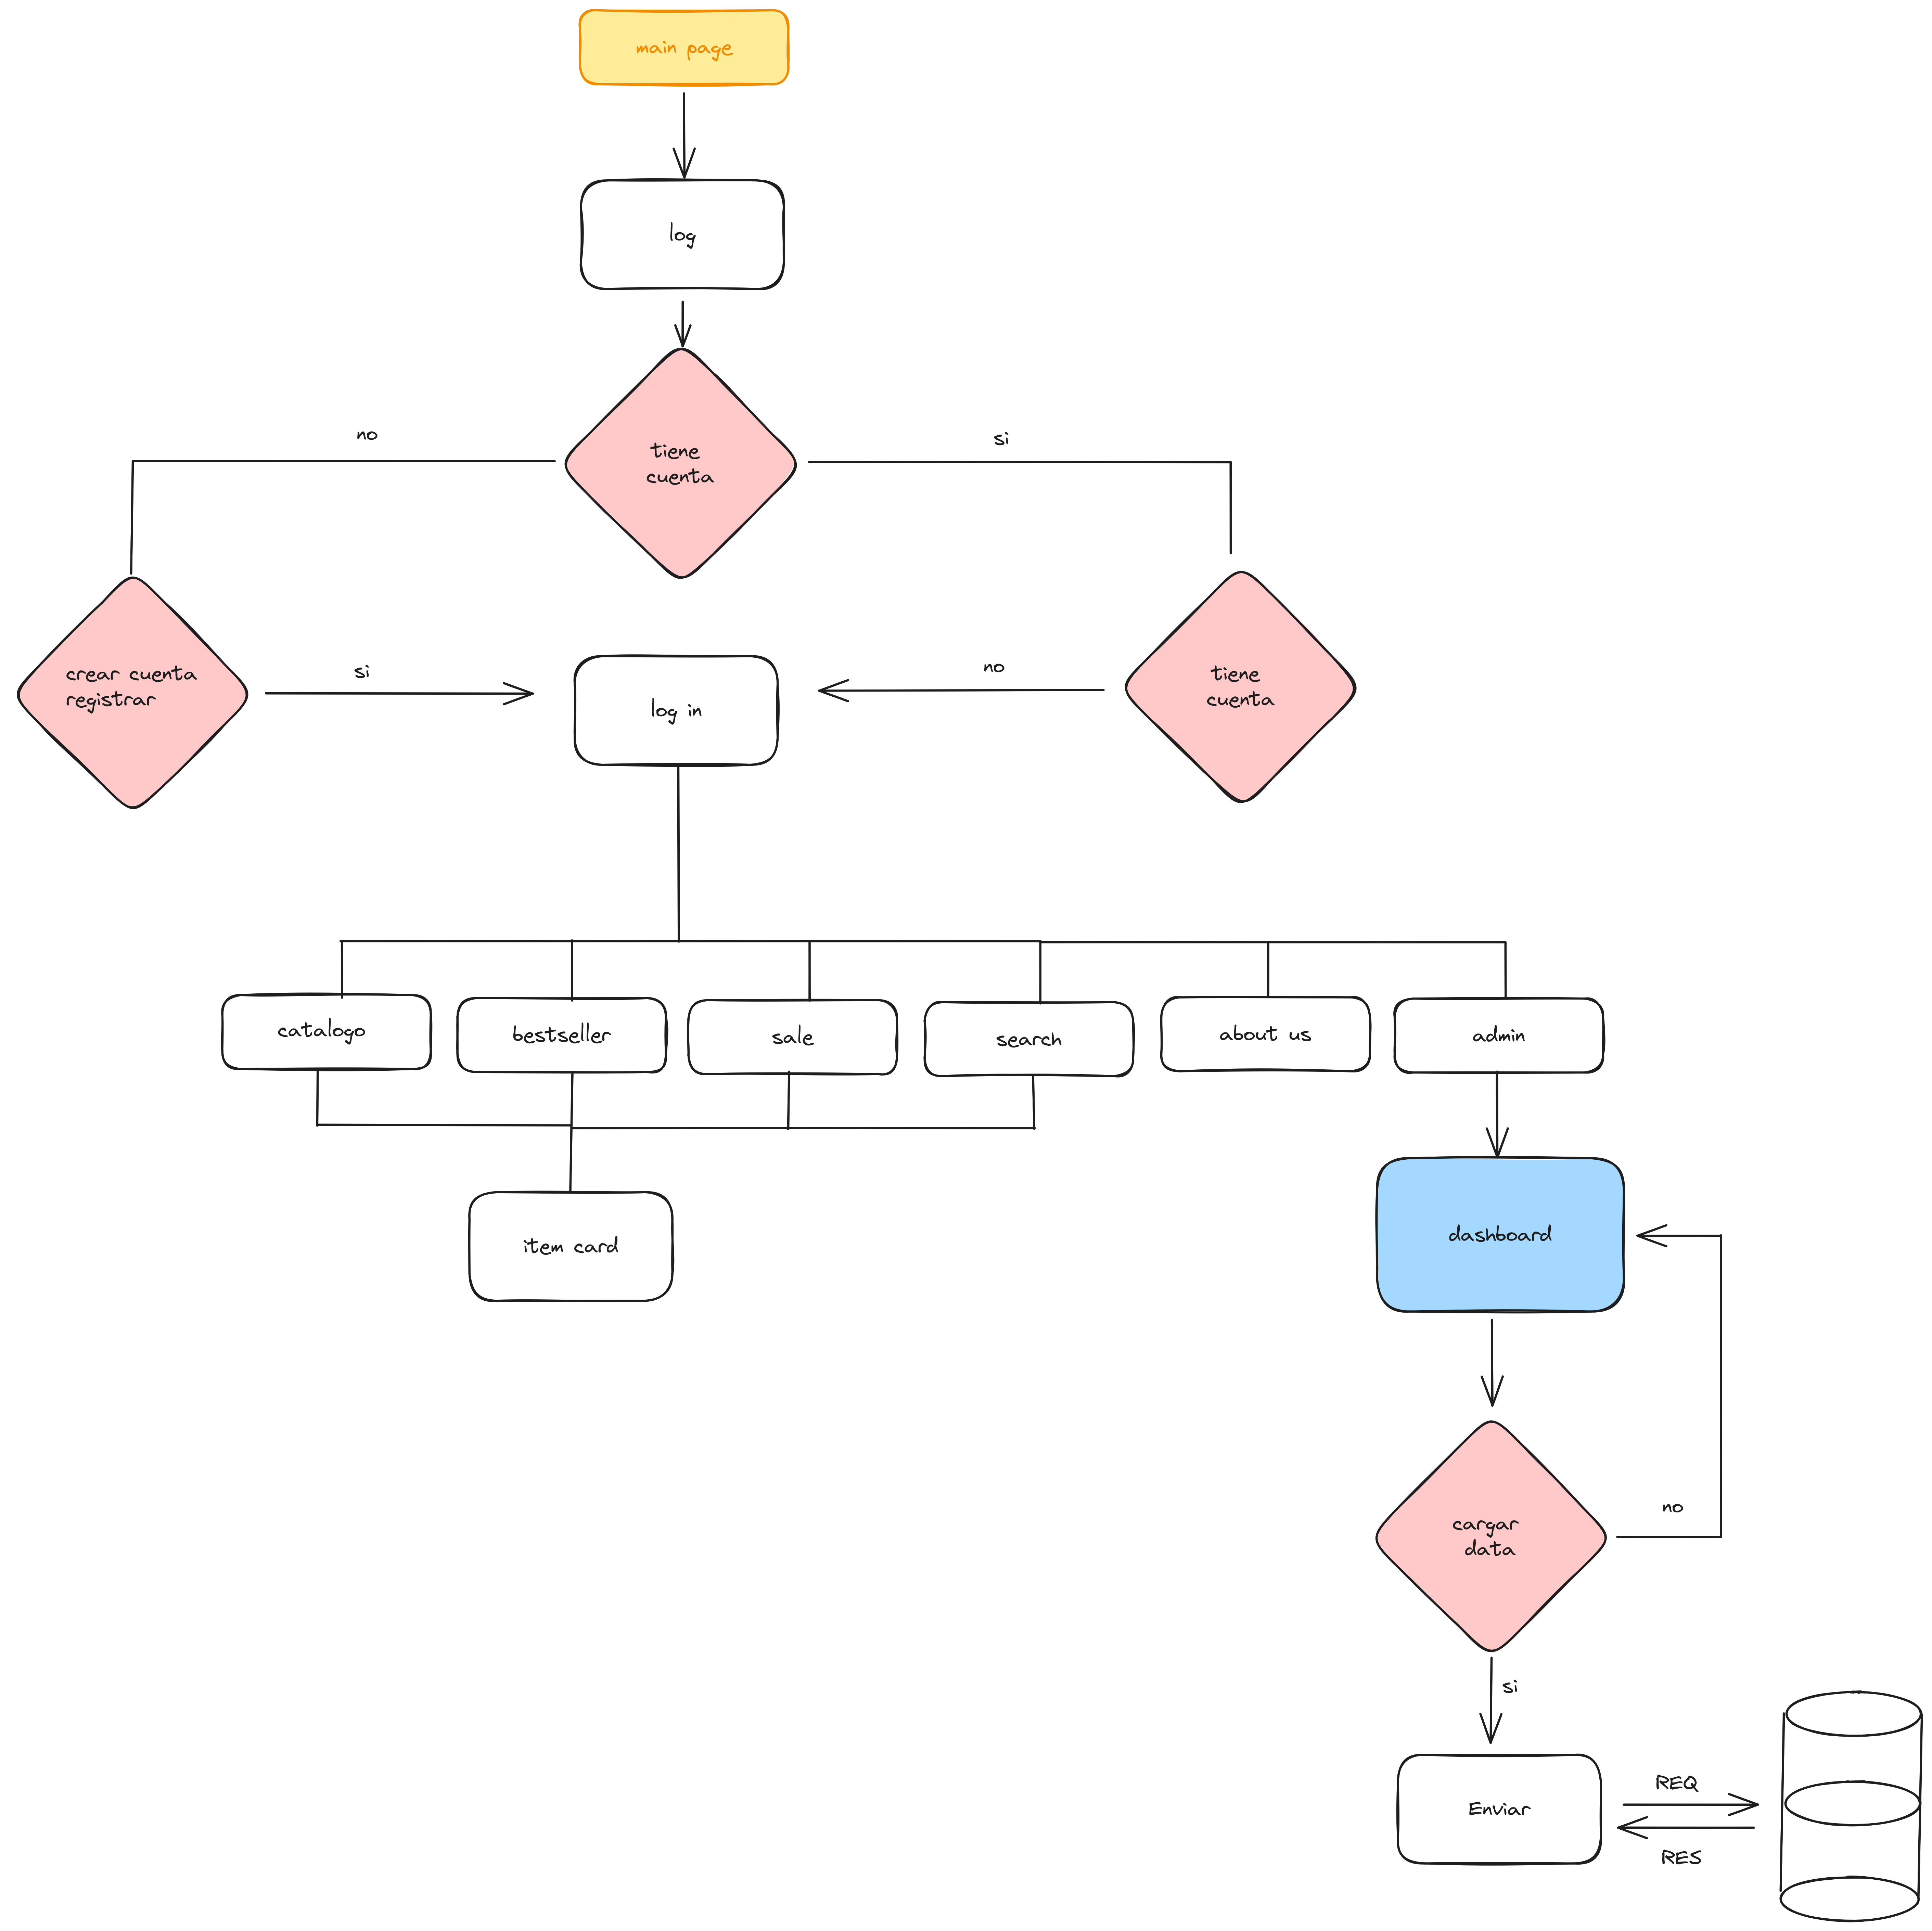 main page
log
no
si
tiene
cuenta
crear cuenta
registrar
si
log in
no
tiene
cuenta
catalogo
bestseller
sale
search
about us
admin
item card
dashboard
cargar
data
no
si
Enviar
REQ
RES